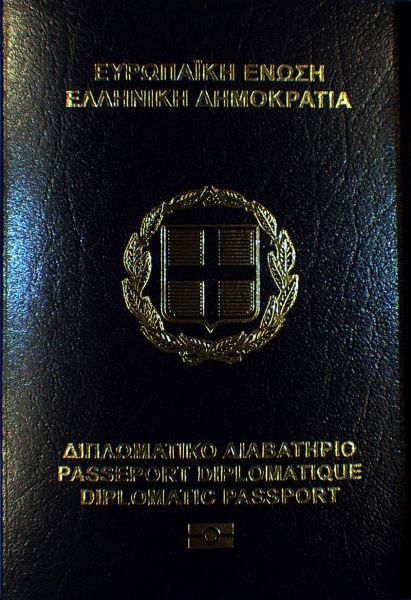 ΕΥΡΩΠΑΪΚΗ ΕΝΩΣΗ
ΕΛΛΗΝΙΚΗ ΔΗΜΟΚΡΑΤΙΑ
ΔΙΠΛΩΜΑΤΙΚΟ ΔΙΑΒΑΤΗΡΙΟ
PASSEPORT DIPLOMATIQUE
DIPLOMATIC PASSPORT